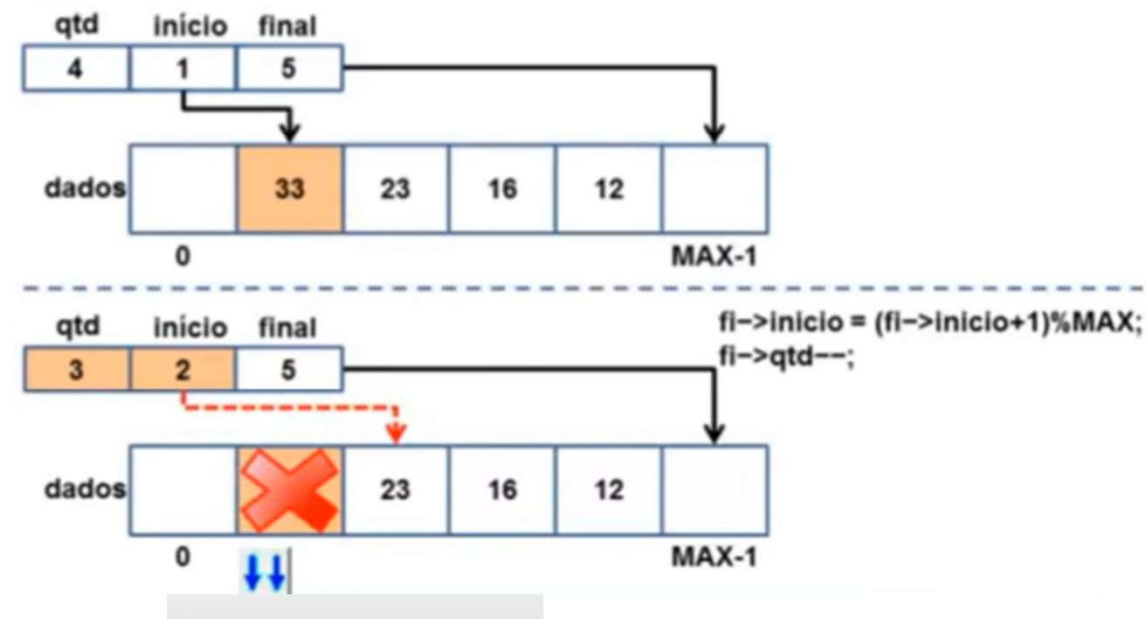 qtd início final
4 1 5
dados 33 23 16 12
0 MAX-1
qtd início final
fi->inicio = (fi->inicio+1)%MAX;
fi->qtd--;
3 2 5
dados 23 16 12
0 MAX-1